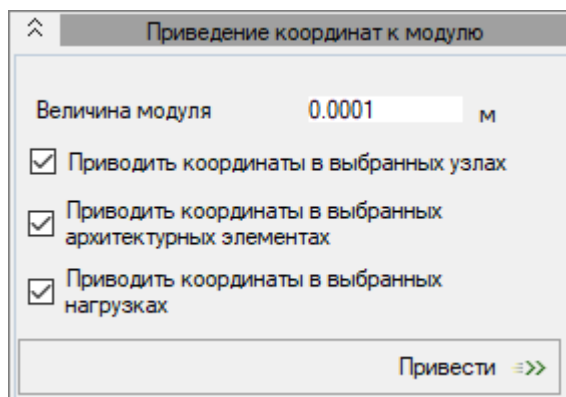 Приведение координат к модулю
Величина модуля 0.0001 м
Приводить координаты в выбранных узлах
Приводить координаты в выбранных
архитектурных элементах
Приводить координаты в выбранных
нагрузках
Привести